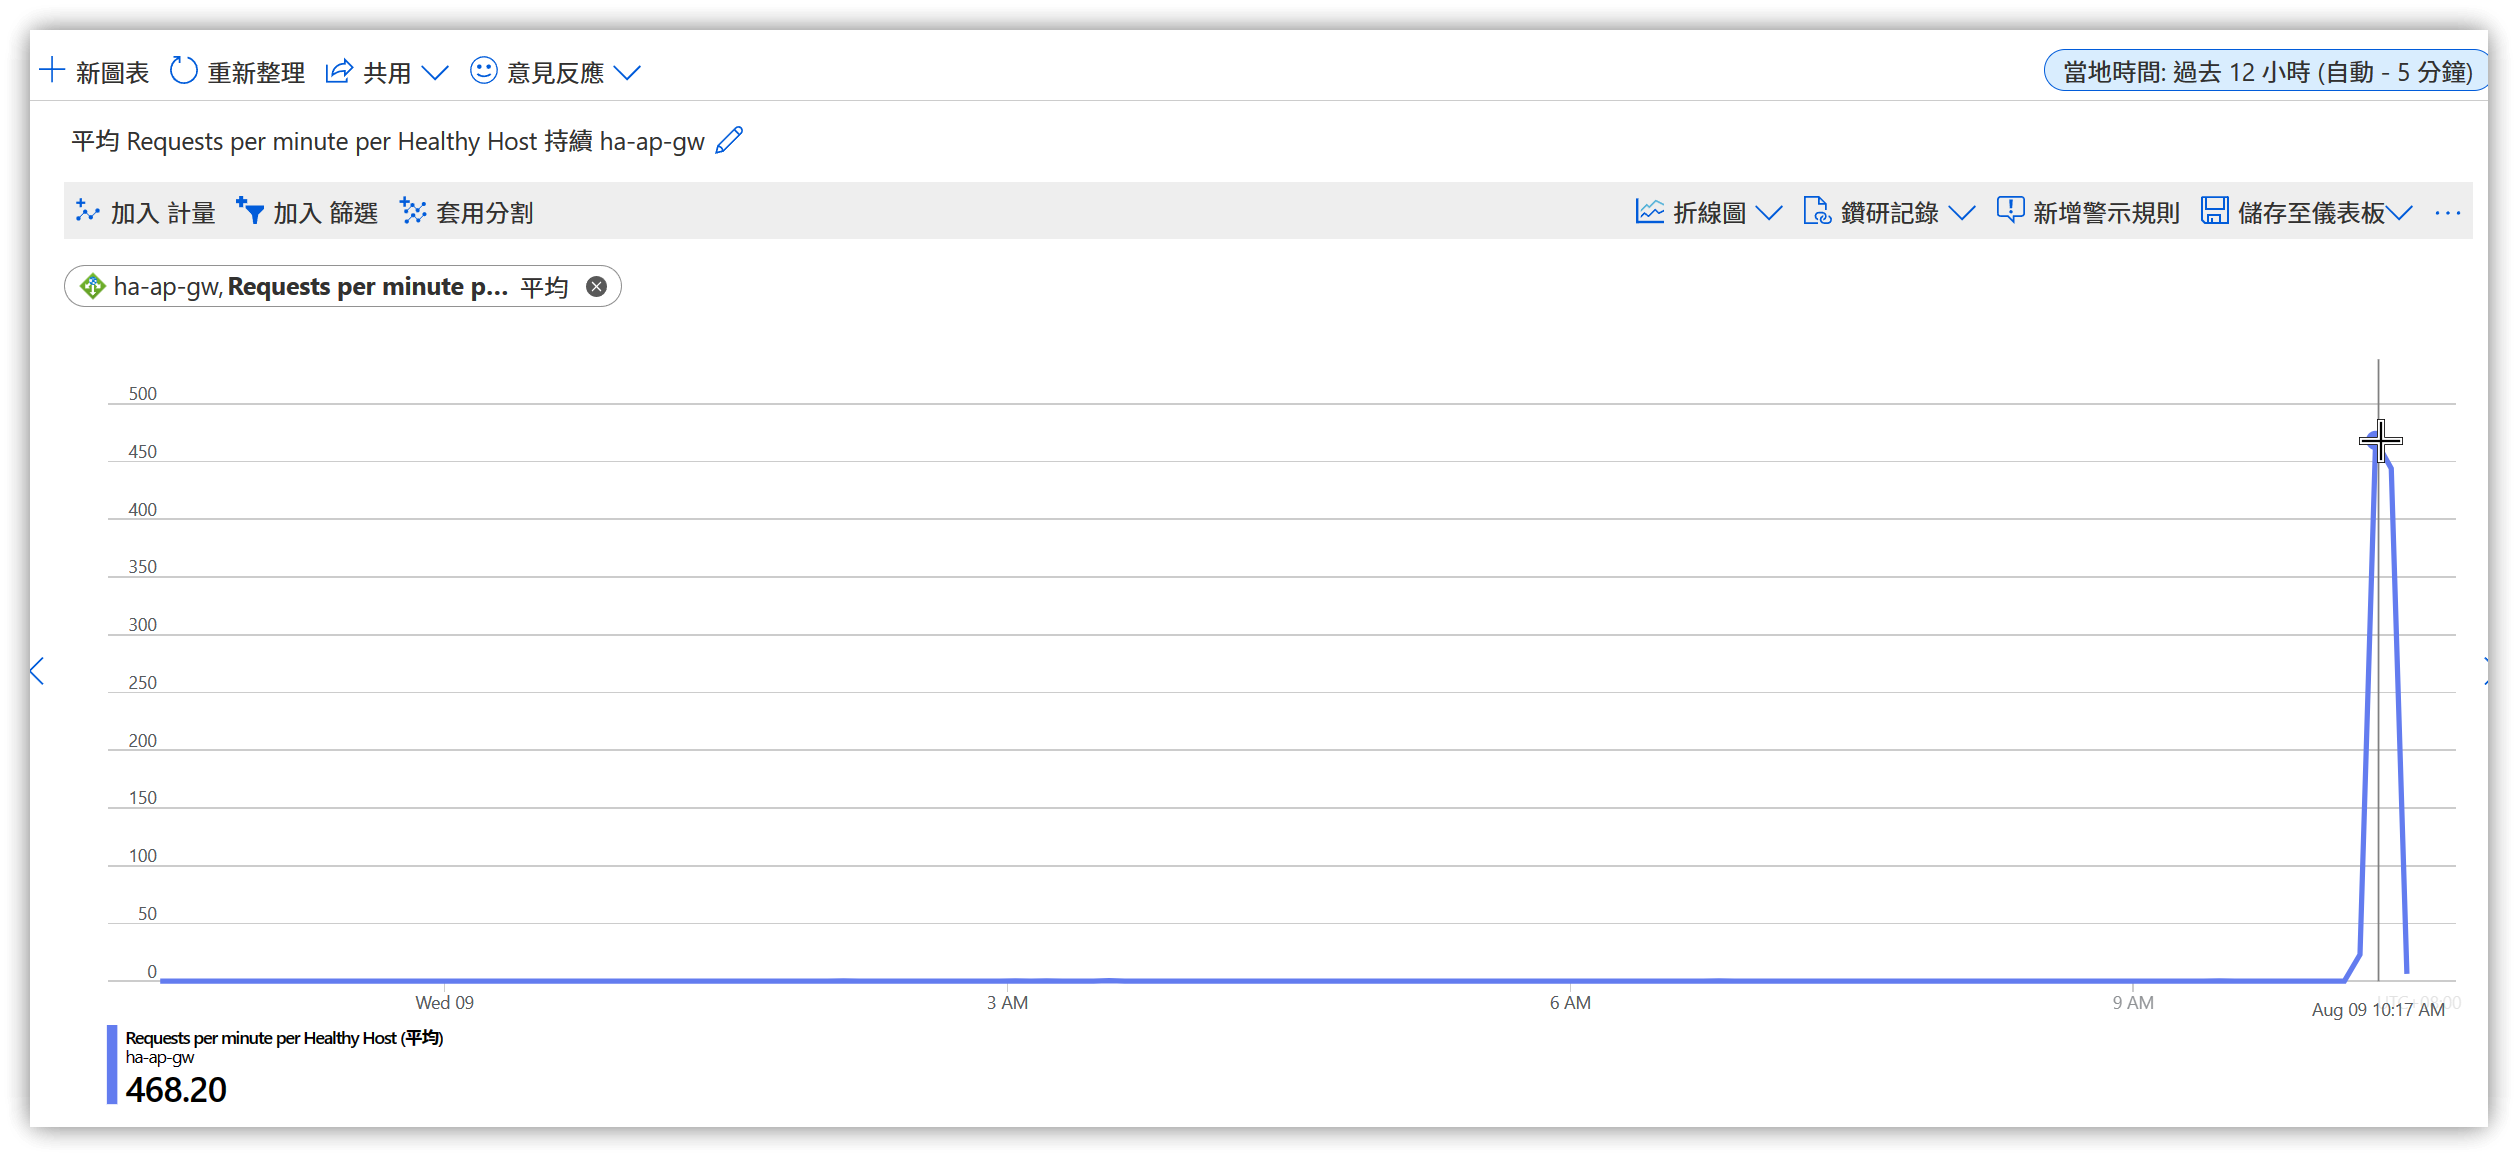 新圖表 重新整理 共用 意見反應 當地時間: 過去 12 小時 (自動 - 5 分鐘)
平均 Requests per minute per Healthy Host 持續 ha-ap-gw
加入 計量 加入 篩選 套用分割 折線圖 鑽研記錄 新增警示規則 儲存至儀表板 ...
ha-ap-gw, Requests per minute p... 平均
500
450
400
350
300
250
200
150
100
50
0
Wed 09 3 AM 6 AM 9 AM
Aug 09 10:17 AM
Requests per minute per Healthy Host (平均)
ha-ap-gw
468.20